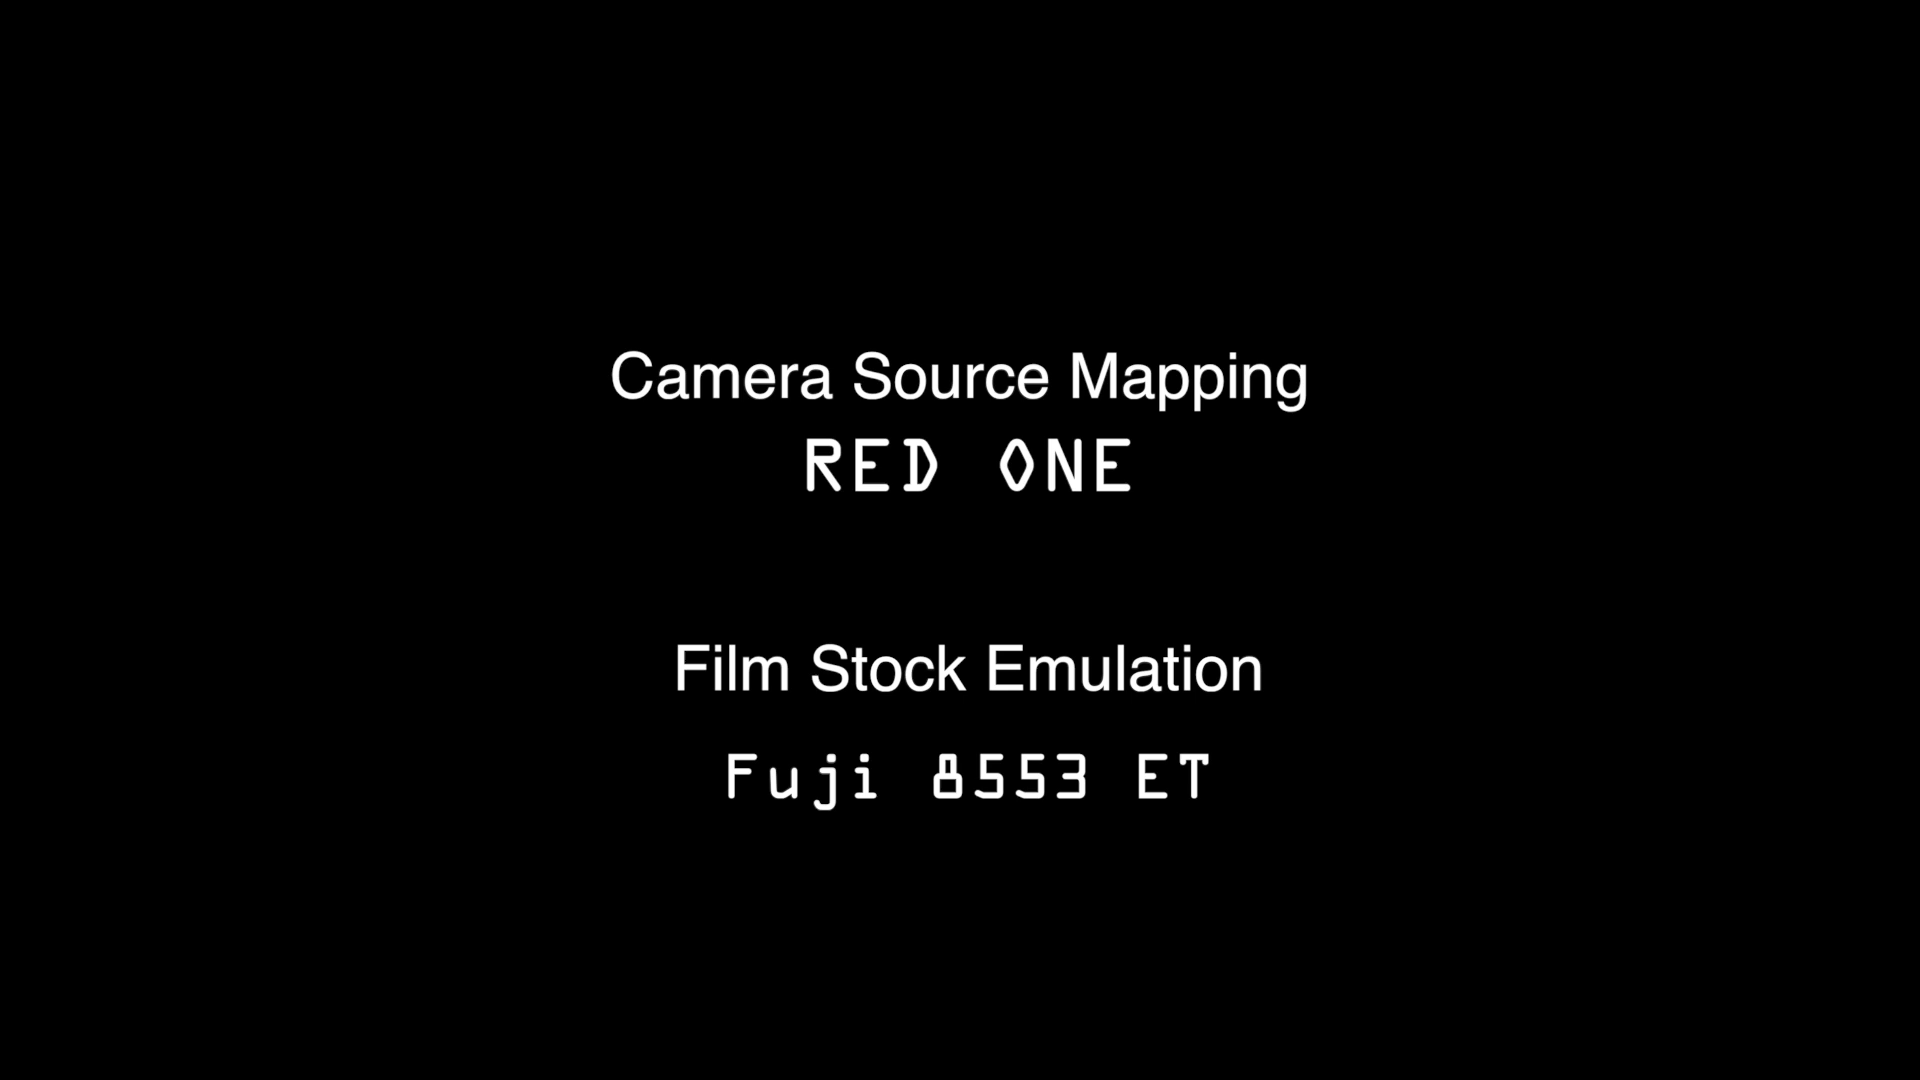 Camera Source Mapping
RED ONE
Film Stock Emulation
Fuji 8553 ET